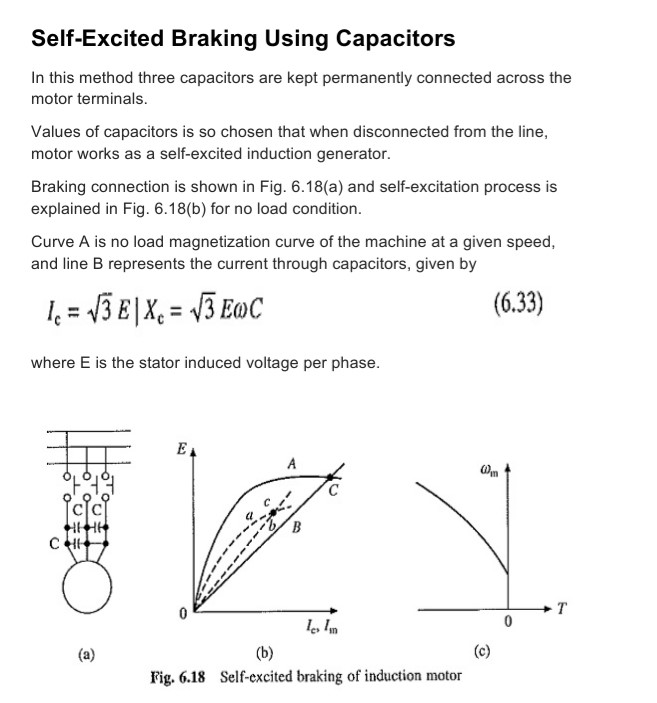 Self-Excited Braking Using Capacitors
In this method three capacitors are kept permanently connected across the
motor terminals.
Values of capacitors is so chosen that when disconnected from the line,
motor works as a self-excited induction generator.
Braking connection is shown in Fig. 6.18(a) and self-excitation process is
explained in Fig. 6.18(b) for no load condition.
Curve A is no load magnetization curve of the machine at a given speed,
and line B represents the current through capacitors, given by
I_c = √3 E | X_c = √3 EωC (6.33)
where E is the stator induced voltage per phase.
C C
C
(a)
E
A
C
c
a
b
B
0
I_c, I_m
(b)
ω_m
T
0
(c)
Fig. 6.18 Self-excited braking of induction motor